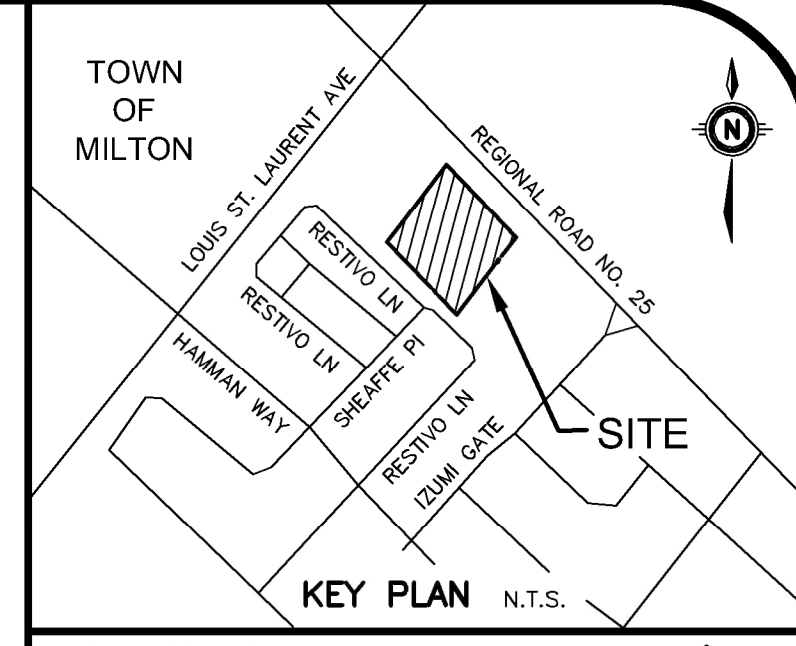 TOWN
OF
MILTON
LOUIS ST. LAURENT AVE
REGIONAL ROAD NO. 25
N
RESTIVO LN
RESTIVO LN
HAMMAN WAY
SHEAFFE Pl
RESTIVO LN
IZUMI GATE
SITE
KEY PLAN N.T.S.